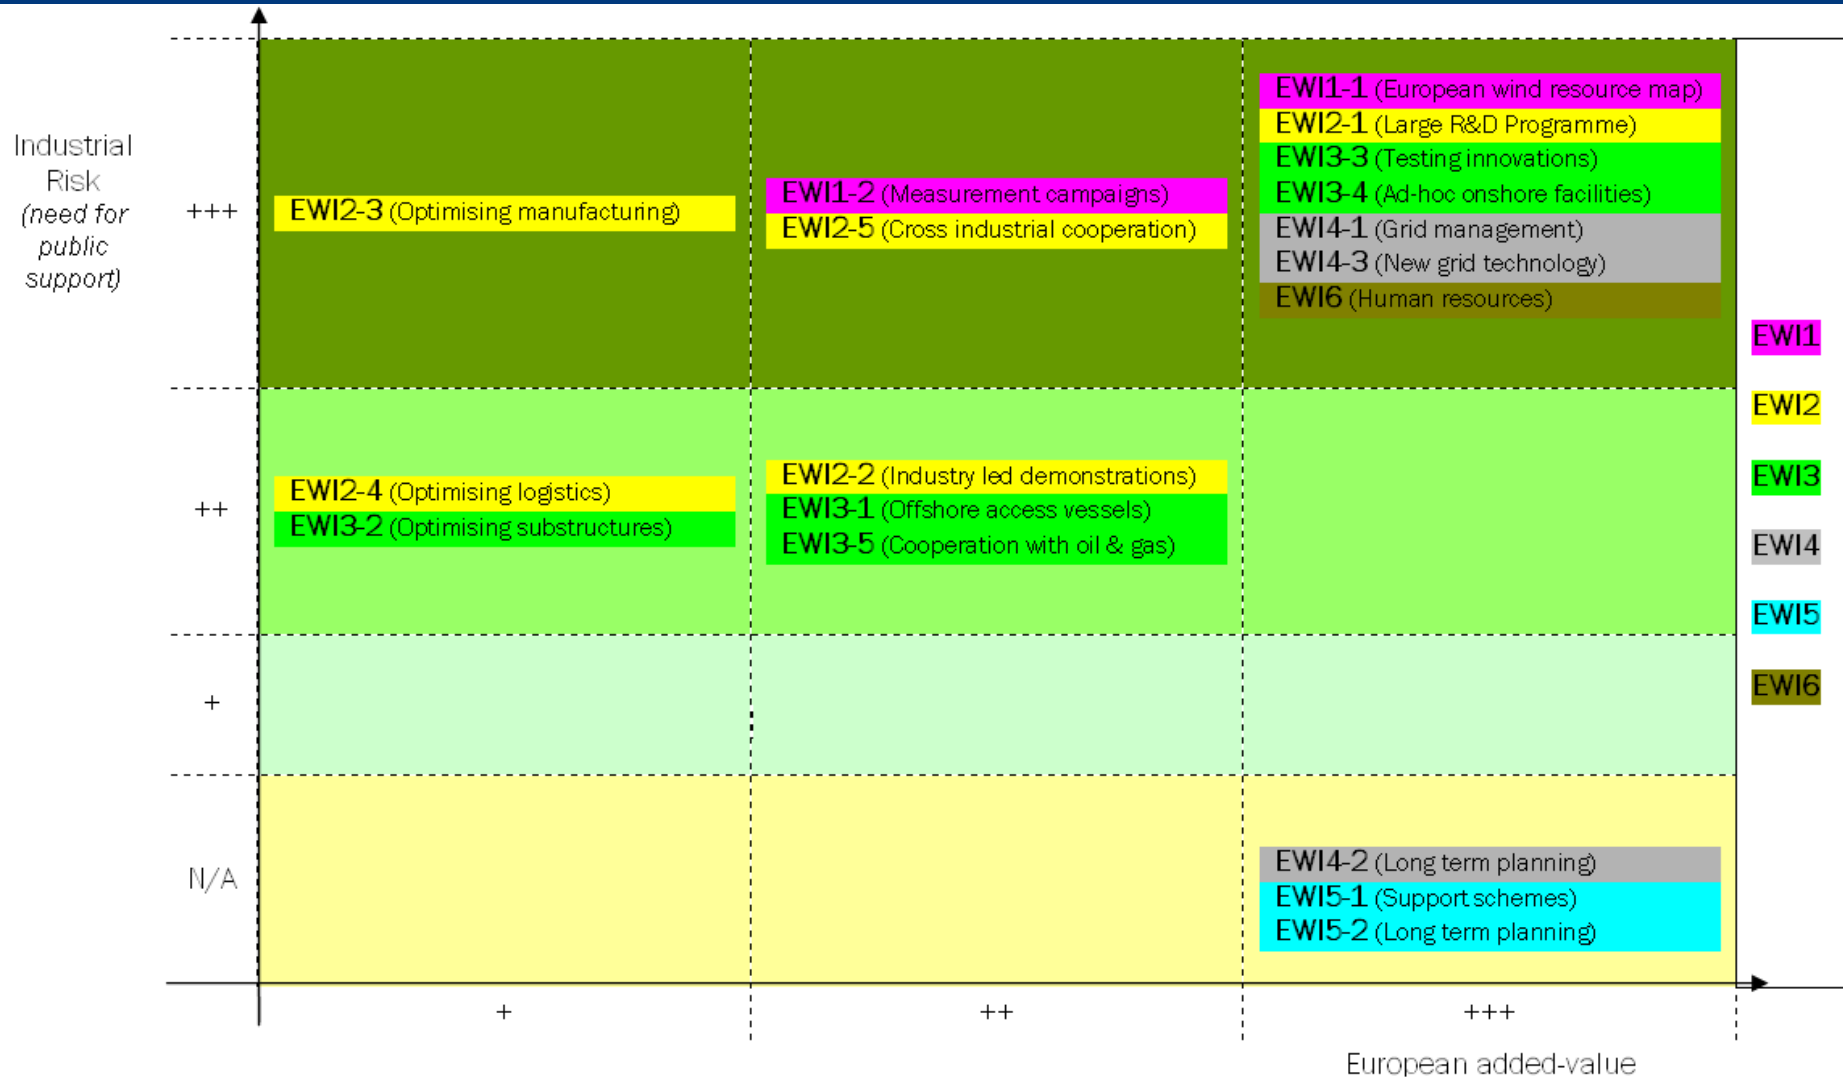 Industrial
Risk
(need for
public
support)
+++
EWI2-3 (Optimising manufacturing)
EWI1-2 (Measurement campaigns)
EWI2-5 (Cross industrial cooperation)
EWI1-1 (European wind resource map)
EWI2-1 (Large R&D Programme)
EWI3-3 (Testing innovations)
EWI3-4 (Ad-hoc onshore facilities)
EWI4-1 (Grid management)
EWI4-3 (New grid technology)
EWI6 (Human resources)
++
EWI2-4 (Optimising logistics)
EWI3-2 (Optimising substructures)
EWI2-2 (Industry led demonstrations)
EWI3-1 (Offshore access vessels)
EWI3-5 (Cooperation with oil & gas)
+
N/A
EWI4-2 (Long term planning)
EWI5-1 (Support schemes)
EWI5-2 (Long term planning)
+
++
+++
European added-value
EWI1
EWI2
EWI3
EWI4
EWI5
EWI6